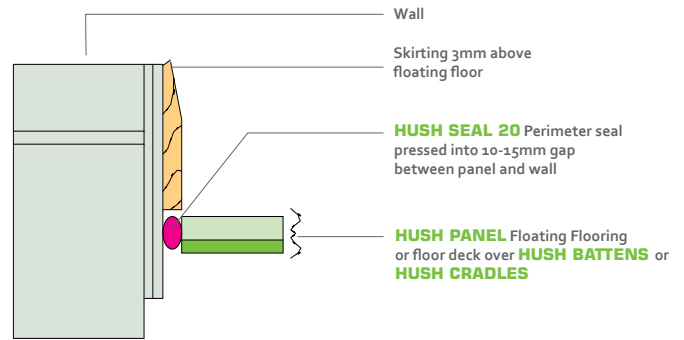 Wall
Skirting 3mm above
floating floor
HUSH SEAL 20 Perimeter seal
pressed into 10-15mm gap
between panel and wall
HUSH PANEL Floating Flooring
or floor deck over HUSH BATTENS or
HUSH CRADLES